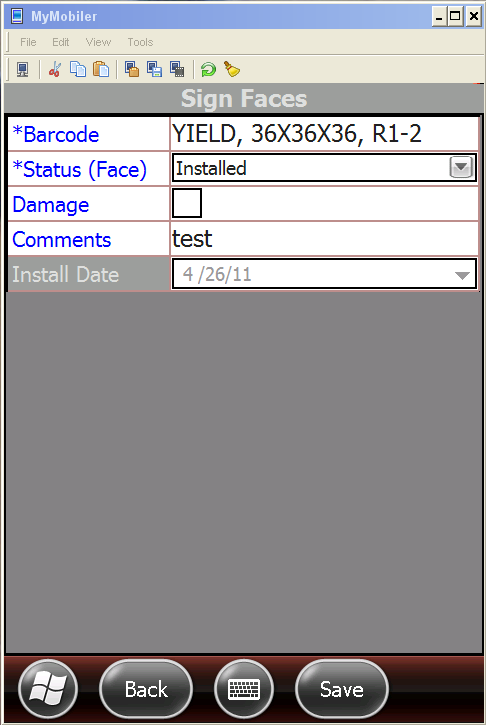 MyMobiler
File Edit View Tools
Sign Faces
*Barcode YIELD, 36X36X36, R1-2
*Status (Face) Installed
Damage
Comments test
Install Date 4 /26/11
Back Save